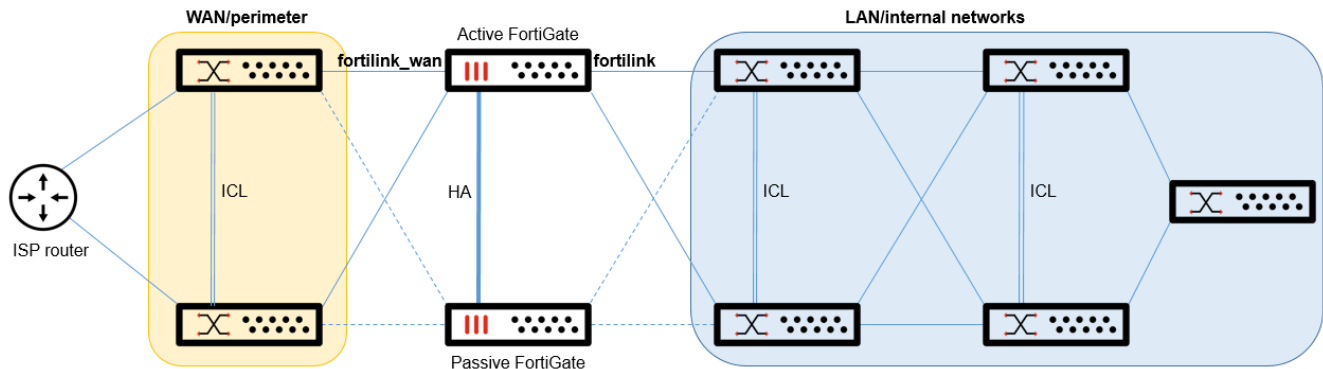 WAN/perimeter
Active FortiGate
LAN/internal networks
fortilink_wan
fortilink
ICL
HA
ICL
ICL
ISP router
Passive FortiGate